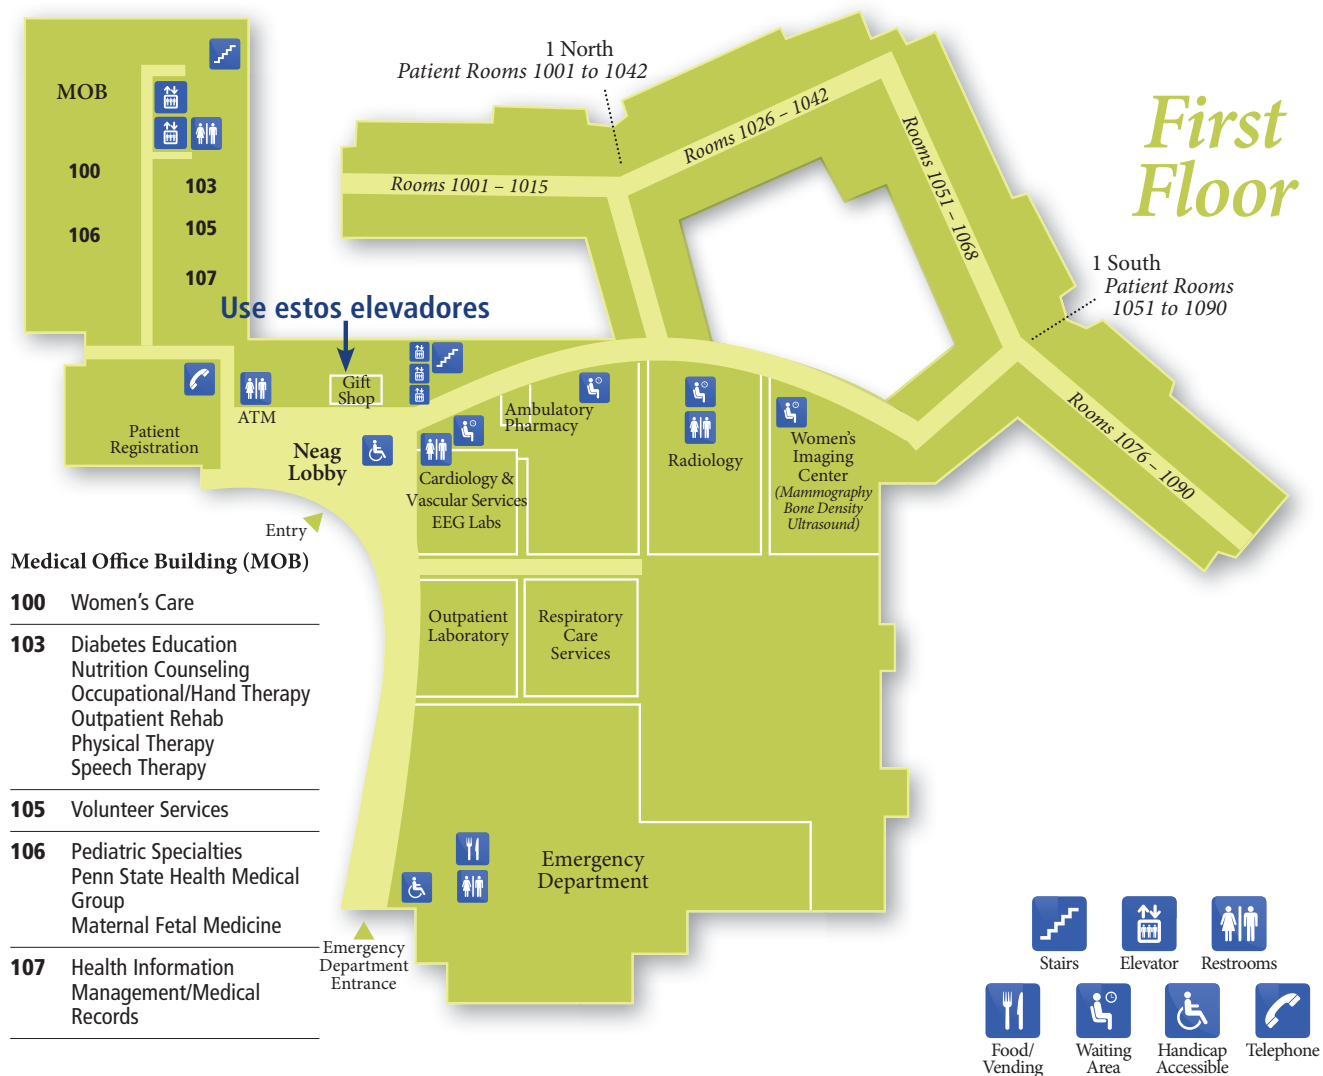 First
Floor
1 North
Patient Rooms 1001 to 1042
Rooms 1001 – 1015
Rooms 1026 – 1042
Rooms 1051 – 1068
1 South
Patient Rooms
1051 to 1090
Rooms 1076 – 1090
MOB
100
103
106
105
107
Use estos elevadores
Gift
Shop
ATM
Patient
Registration
Neag
Lobby
Entry
Ambulatory
Pharmacy
Cardiology &
Vascular Services
EEG Labs
Radiology
Women's
Imaging
Center
(Mammography
Bone Density
Ultrasound)
Outpatient
Laboratory
Respiratory
Care
Services
Emergency
Department
Emergency
Department
Entrance
Medical Office Building (MOB)
100 Women's Care
103 Diabetes Education
Nutrition Counseling
Occupational/Hand Therapy
Outpatient Rehab
Physical Therapy
Speech Therapy
105 Volunteer Services
106 Pediatric Specialties
Penn State Health Medical
Group
Maternal Fetal Medicine
107 Health Information
Management/Medical
Records
Stairs
Elevator
Restrooms
Food/
Vending
Waiting
Area
Handicap
Accessible
Telephone